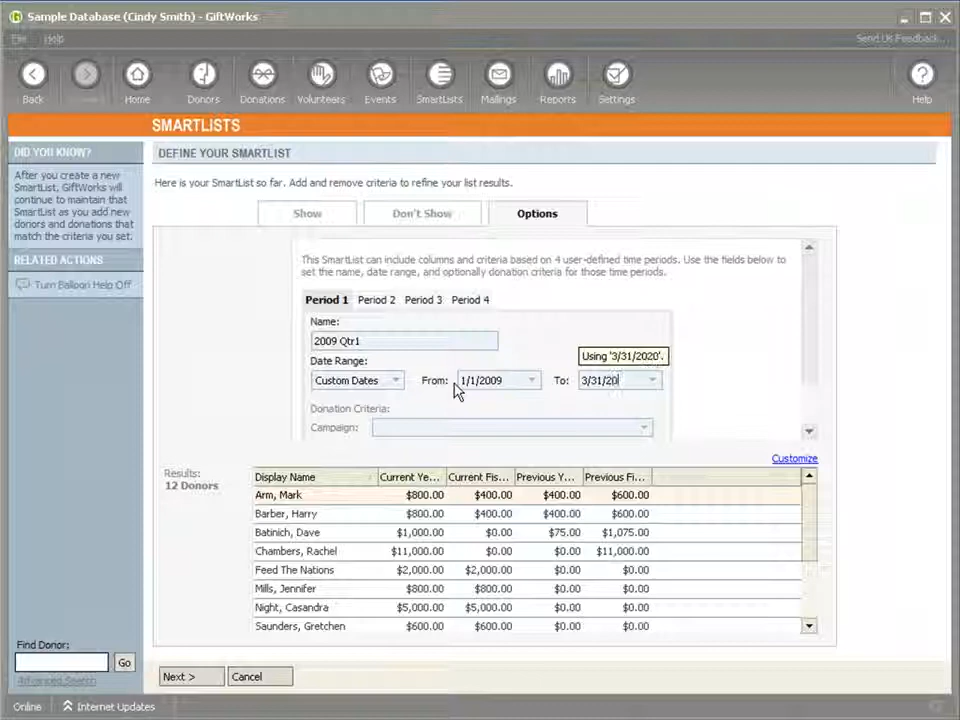 Sample Database (Cindy Smith) - GiftWorks
File Help Send Us Feedback...
Back Home Donors Donations Volunteers Events SmartLists Mailings Reports Settings Help
SMARTLISTS
DID YOU KNOW?
After you create a new
SmartList, GiftWorks will
continue to maintain that
SmartList as you add new
donors and donations that
match the criteria you set.
RELATED ACTIONS
Turn Balloon Help Off
DEFINE YOUR SMARTLIST
Here is your SmartList so far. Add and remove criteria to refine your list results.
Show Don't Show Options
This SmartList can include columns and criteria based on 4 user-defined time periods. Use the fields below to
set the name, date range, and optionally donation criteria for those time periods.
Period 1 Period 2 Period 3 Period 4
Name:
2009 Qtr1
Using '3/31/2020'.
Date Range:
Custom Dates From: 1/1/2009 To: 3/31/20
Donation Criteria:
Campaign:
Customize
Results:
12 Donors
Display Name Current Ye... Current Fis... Previous Y... Previous Fi...
Arm, Mark $800.00 $400.00 $400.00 $600.00
Barber, Harry $800.00 $400.00 $400.00 $600.00
Batinich, Dave $1,000.00 $0.00 $75.00 $1,075.00
Chambers, Rachel $11,000.00 $0.00 $0.00 $11,000.00
Feed The Nations $2,000.00 $2,000.00 $0.00 $0.00
Mills, Jennifer $800.00 $800.00 $0.00 $0.00
Night, Casandra $5,000.00 $5,000.00 $0.00 $0.00
Saunders, Gretchen $600.00 $600.00 $0.00 $0.00
Find Donor:
Go
Advanced Search
Next > Cancel
Online Internet Updates